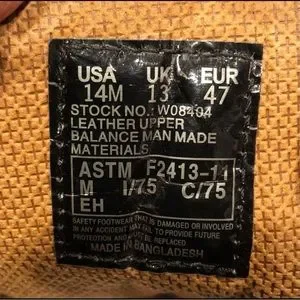 USA UK EUR
14M 13 47
STOCK NO.: W08404
LEATHER UPPER
BALANCE MAN MADE
MATERIALS
ASTM F2413-11
M I/75 C/75
EH
SAFETY FOOTWEAR THAT IS DAMAGED OR INVOLVED
IN ANY ACCIDENT MAY FAIL TO PROVIDE FUTURE
PROTECTION AND MUST BE REPLACED
MADE IN BANGLADESH